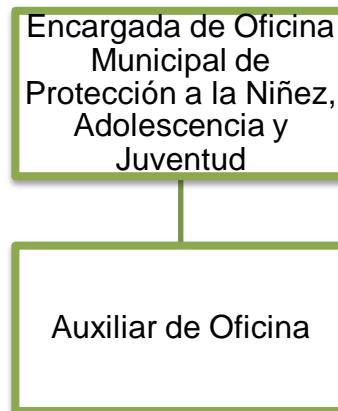 Encargada de Oficina
Municipal de
Protección a la Niñez,
Adolescencia y
Juventud
Auxiliar de Oficina